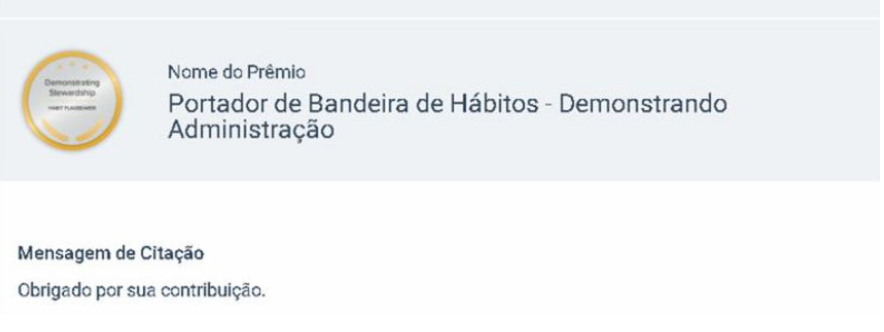 Demonstrating
Stewardship
HABIT FLAGBEARER
Nome do Prêmio
Portador de Bandeira de Hábitos - Demonstrando
Administração
Mensagem de Citação
Obrigado por sua contribuição.